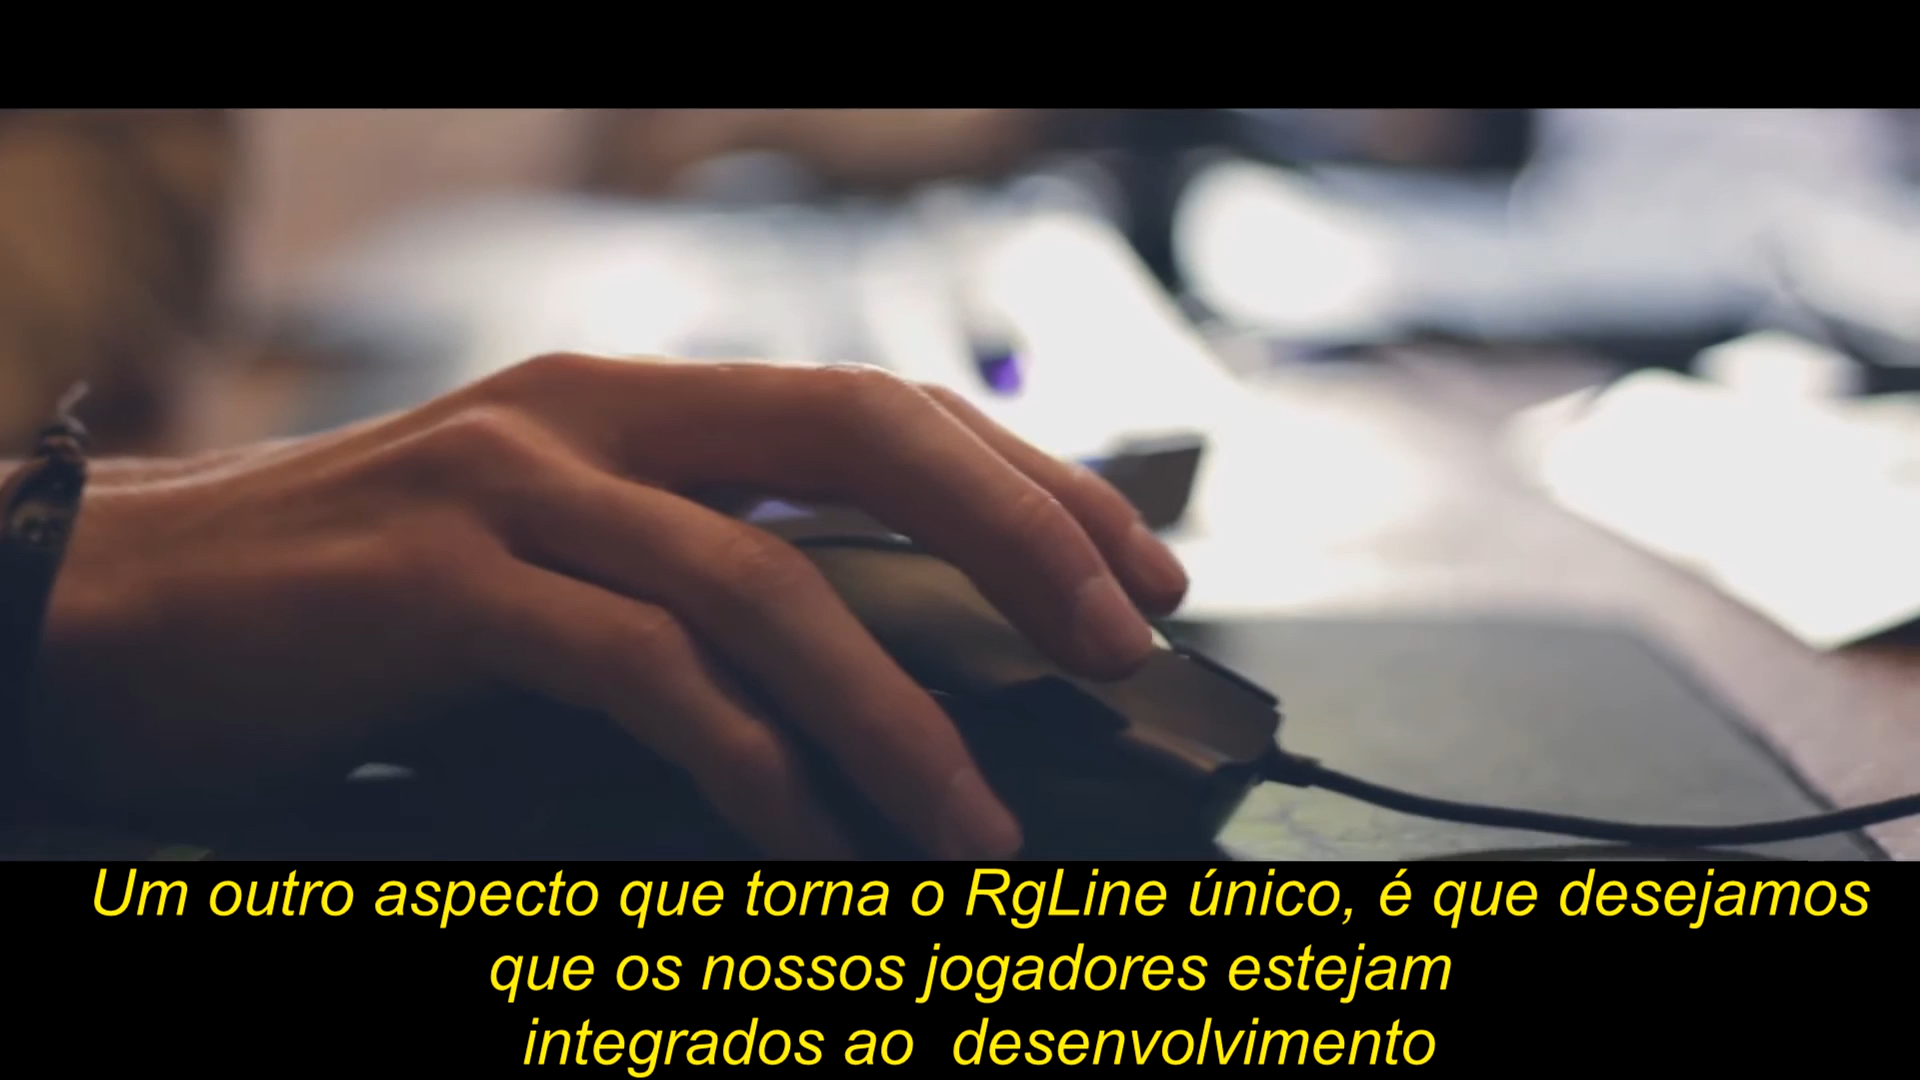 Um outro aspecto que torna o RgLine único, é que desejamos
que os nossos jogadores estejam
integrados ao  desenvolvimento